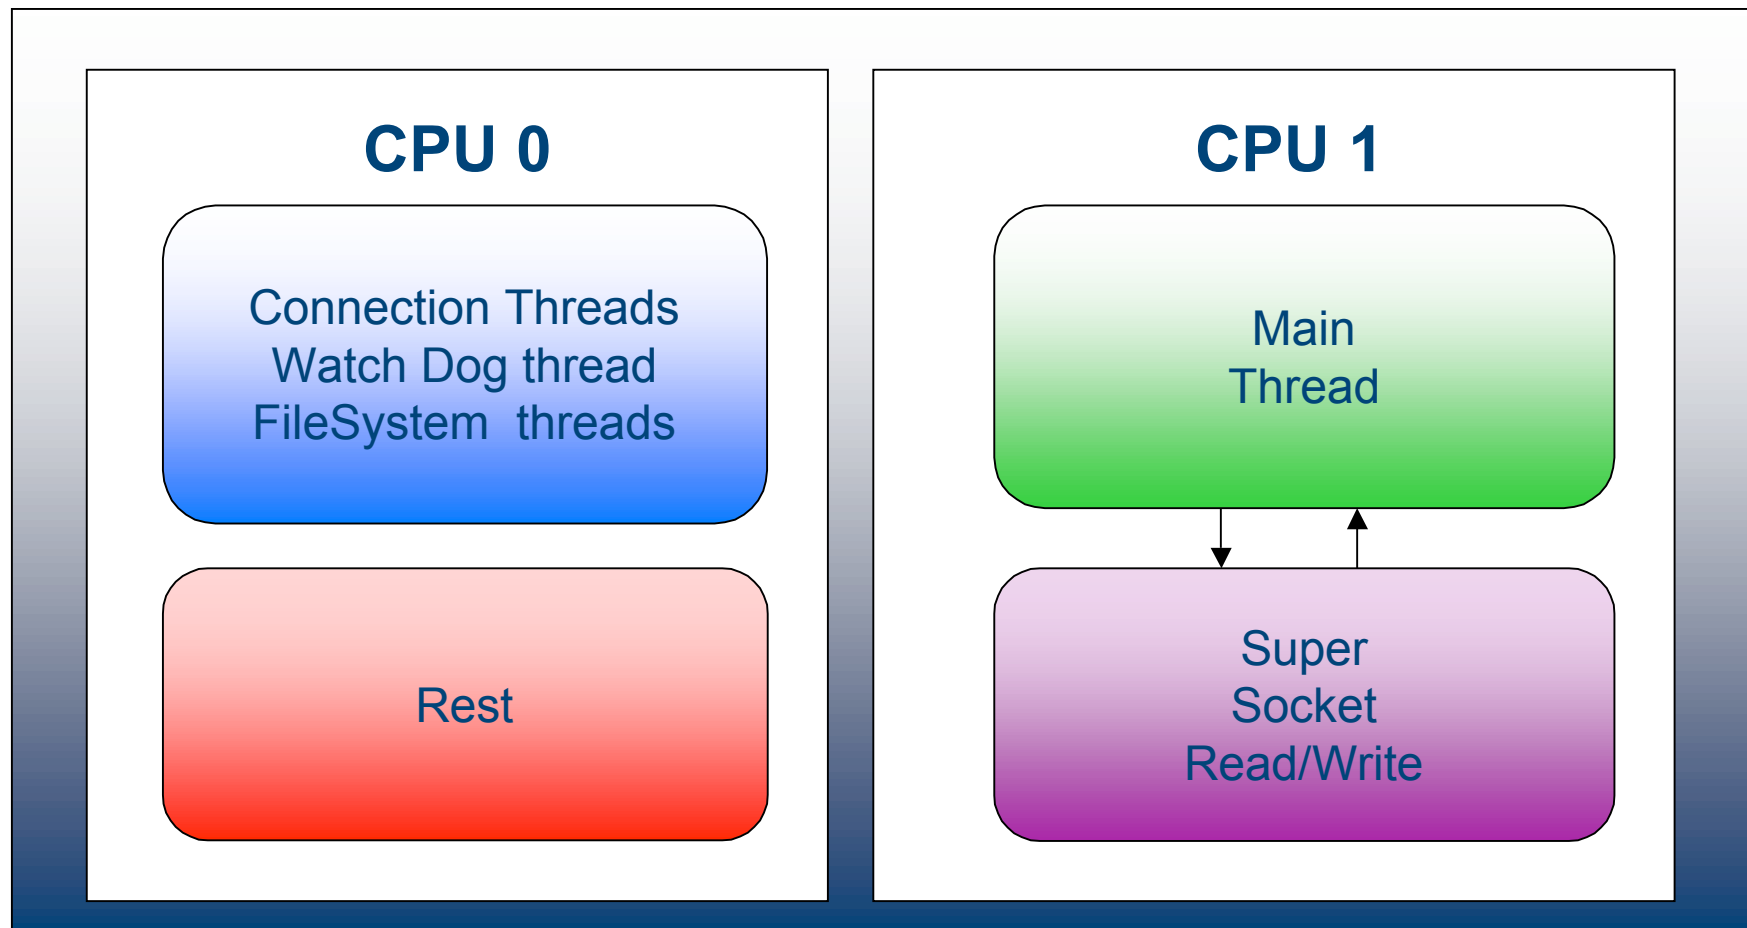 CPU 0
Connection Threads
Watch Dog thread
FileSystem  threads
Rest
CPU 1
Main
Thread
Super
Socket
Read/Write